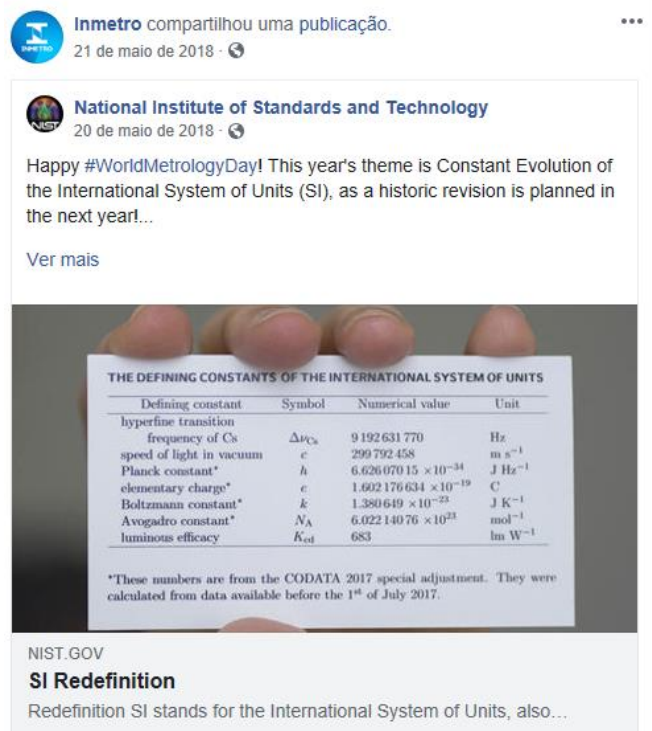 Inmetro compartilhou uma publicação.
21 de maio de 2018 ·
INMETRO
National Institute of Standards and Technology
NIST
20 de maio de 2018 ·
Happy #WorldMetrologyDay! This year's theme is Constant Evolution of
the International System of Units (SI), as a historic revision is planned in
the next year!...
Ver mais
THE DEFINING CONSTANTS OF THE INTERNATIONAL SYSTEM OF UNITS
Defining constant Symbol Numerical value Unit
hyperfine transition
frequency of Cs Δν_Cs 9 192 631 770 Hz
speed of light in vacuum c 299 792 458 m s⁻¹
Planck constant* h 6.626 070 15 ×10⁻³⁴ J Hz⁻¹
elementary charge* e 1.602 176 634 ×10⁻¹⁹ C
Boltzmann constant* k 1.380 649 ×10⁻²³ J K⁻¹
Avogadro constant* N_A 6.022 140 76 ×10²³ mol⁻¹
luminous efficacy K_cd 683 lm W⁻¹
*These numbers are from the CODATA 2017 special adjustment. They were
calculated from data available before the 1st of July 2017.
NIST.GOV
SI Redefinition
Redefinition SI stands for the International System of Units, also...